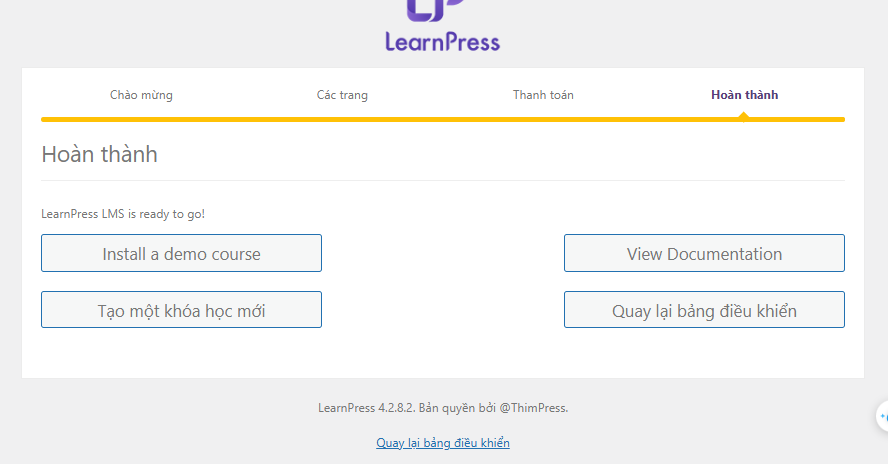 LearnPress
Chào mừng
Các trang
Thanh toán
Hoàn thành
Hoàn thành
LearnPress LMS is ready to go!
Install a demo course
View Documentation
Tạo một khóa học mới
Quay lại bảng điều khiển
LearnPress 4.2.8.2. Bản quyền bởi @ThimPress.
Quay lại bảng điều khiển